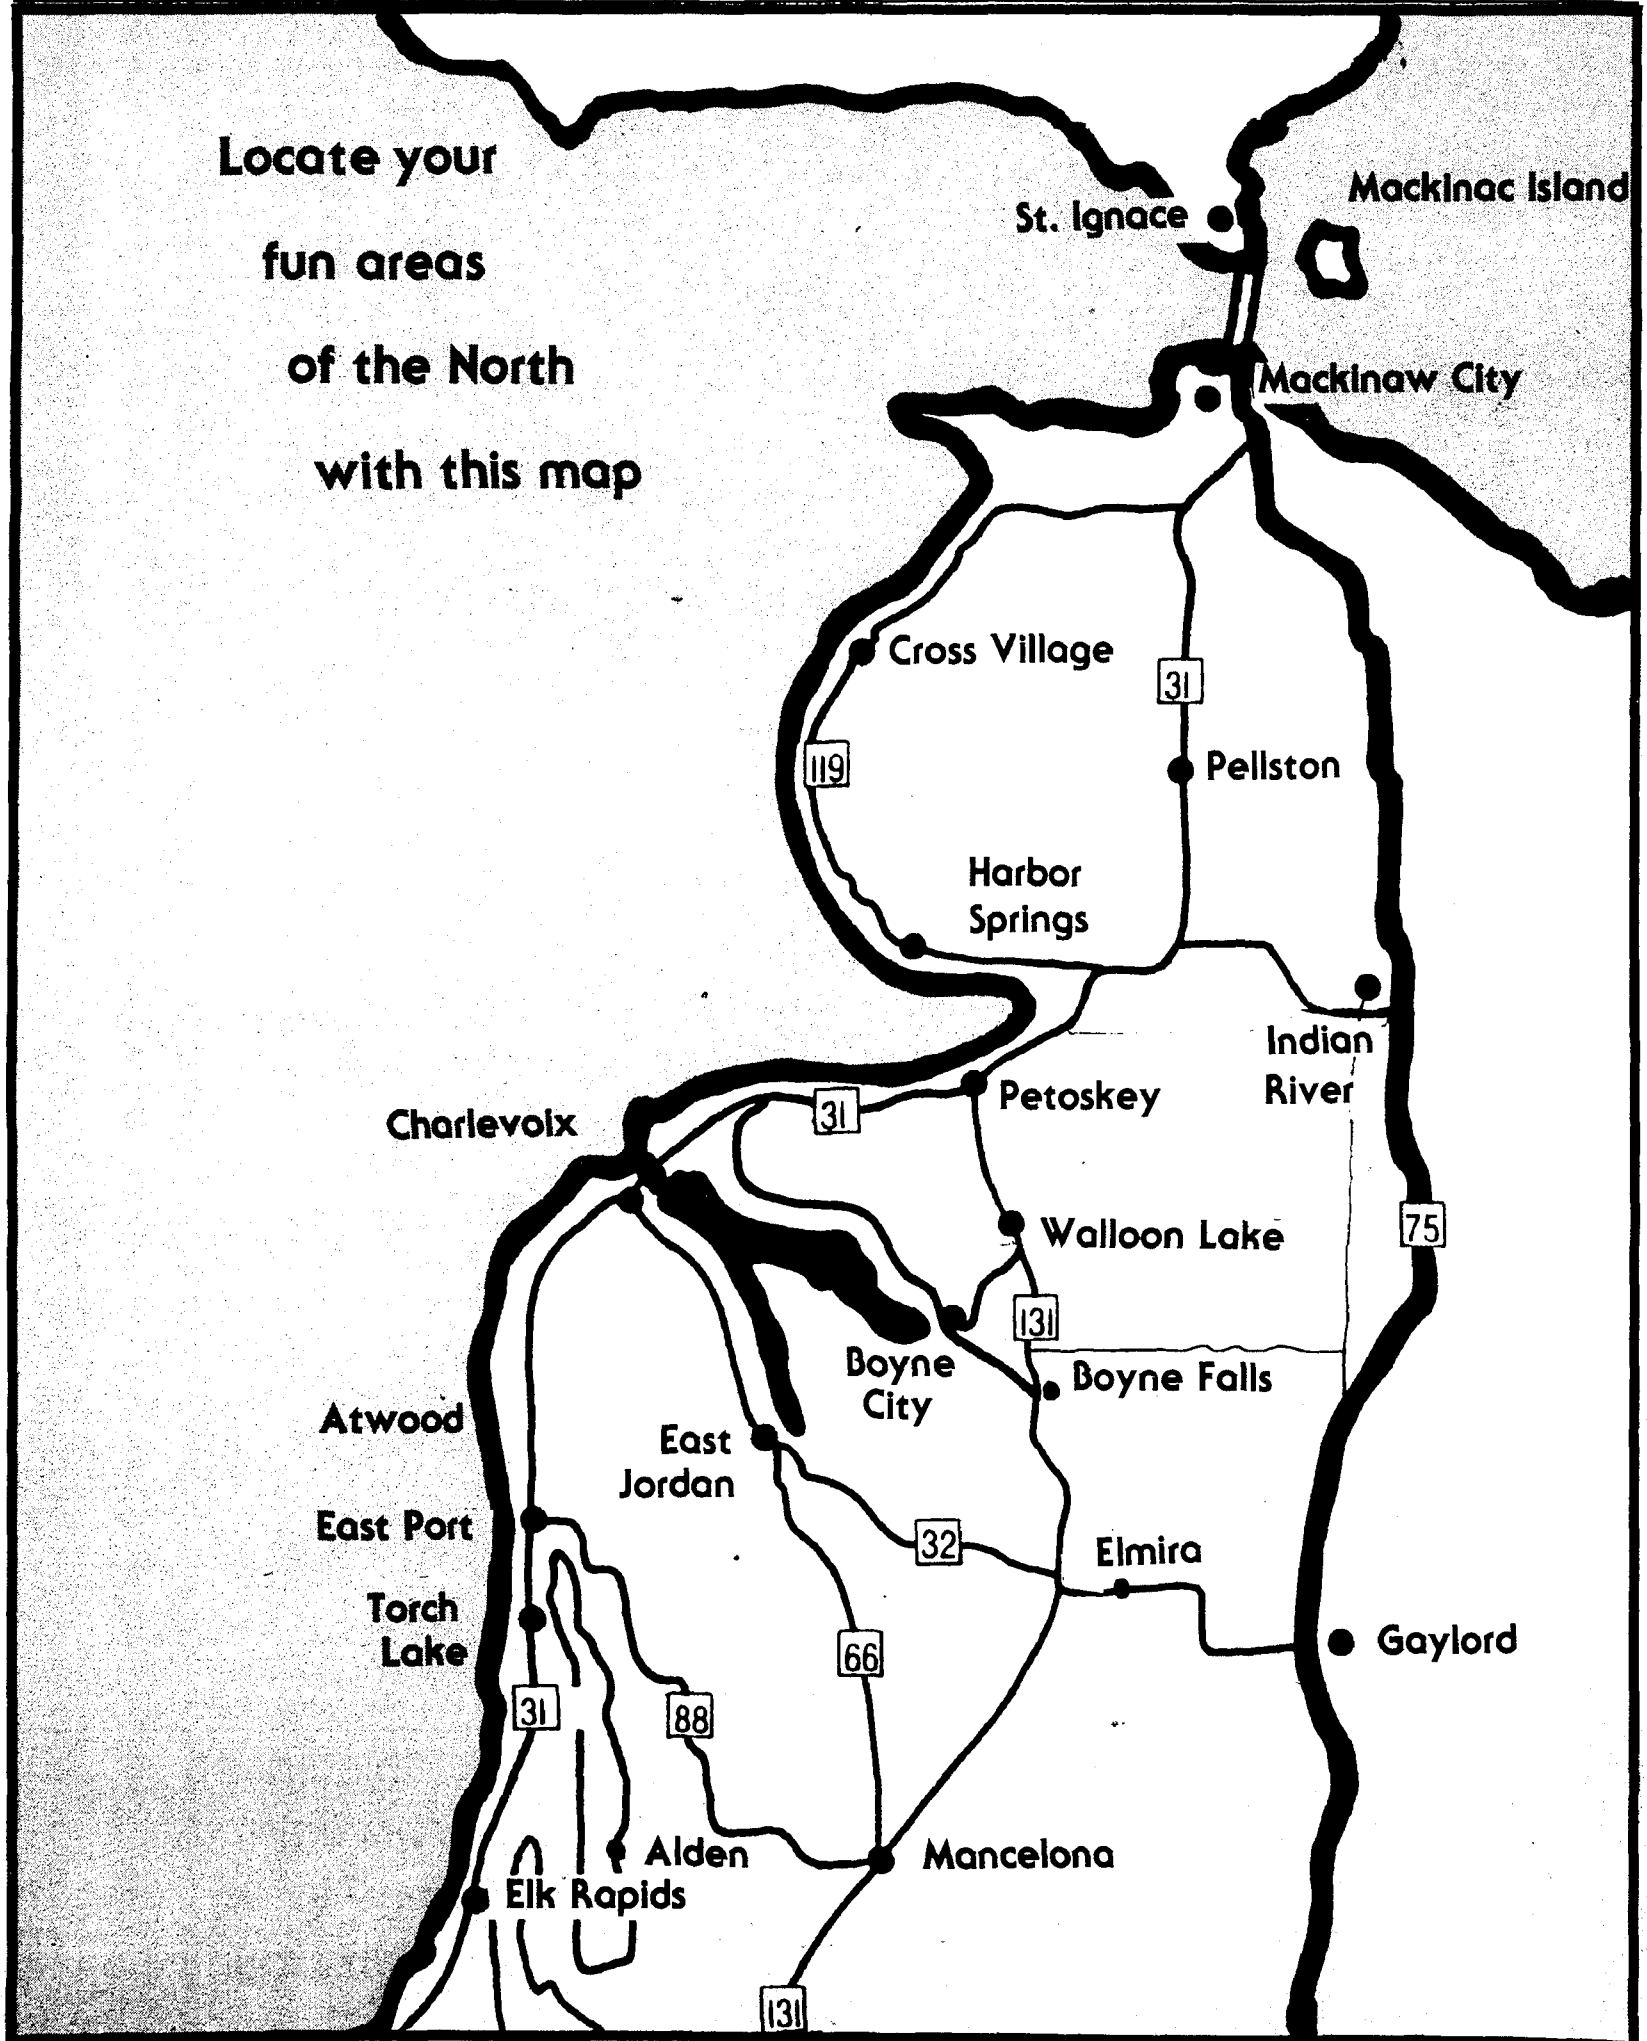 Locate your
fun areas
of the North
with this map
Mackinac Island
St. Ignace
Mackinaw City
Cross Village
31
119
Pellston
Harbor
Springs
Indian
River
Petoskey
Charlevoix
31
Walloon Lake
75
131
Boyne
City
Boyne Falls
Atwood
East
Jordan
East Port
32
Elmira
Torch
Lake
Gaylord
66
31
88
Alden
Mancelona
Elk Rapids
131